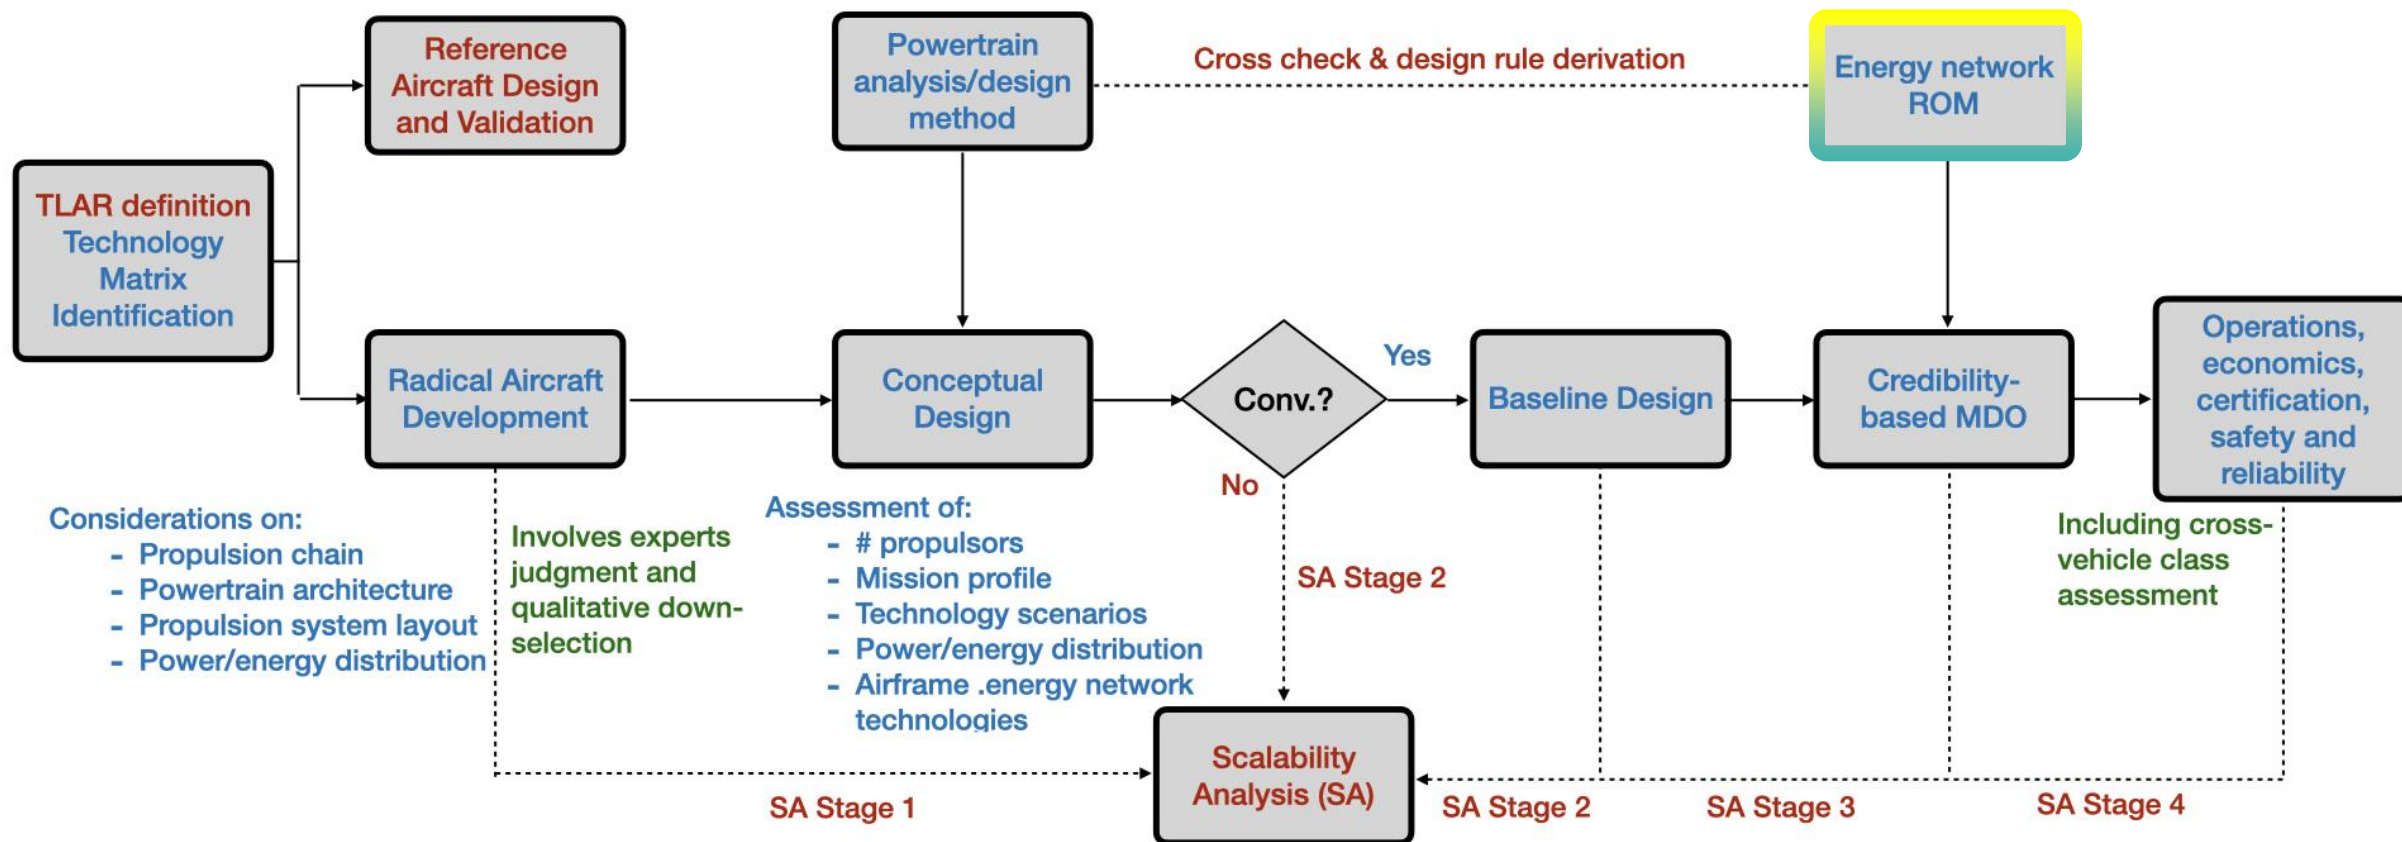 Reference
Aircraft Design
and Validation
Powertrain
analysis/design
method
Cross check & design rule derivation
Energy network
ROM
TLAR definition
Technology
Matrix
Identification
Radical Aircraft
Development
Conceptual
Design
Conv.?
Yes
No
Baseline Design
Credibility-
based MDO
Operations,
economics,
certification,
safety and
reliability
Considerations on:
- Propulsion chain
- Powertrain architecture
- Propulsion system layout
- Power/energy distribution
Involves experts
judgment and
qualitative down-
selection
Assessment of:
- # propulsors
- Mission profile
- Technology scenarios
- Power/energy distribution
- Airframe .energy network
technologies
SA Stage 2
Including cross-
vehicle class
assessment
Scalability
Analysis (SA)
SA Stage 1
SA Stage 2
SA Stage 3
SA Stage 4